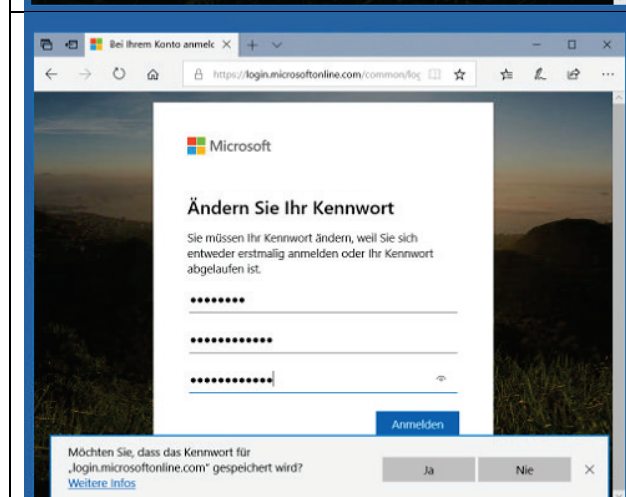 Bei Ihrem Konto anmelc
https://login.microsoftonline.com/common/log
Microsoft
Ändern Sie Ihr Kennwort
Sie müssen Ihr Kennwort ändern, weil Sie sich
entweder erstmalig anmelden oder Ihr Kennwort
abgelaufen ist.
Anmelden
Möchten Sie, dass das Kennwort für
„login.microsoftonline.com" gespeichert wird?
Ja
Nie
Weitere Infos